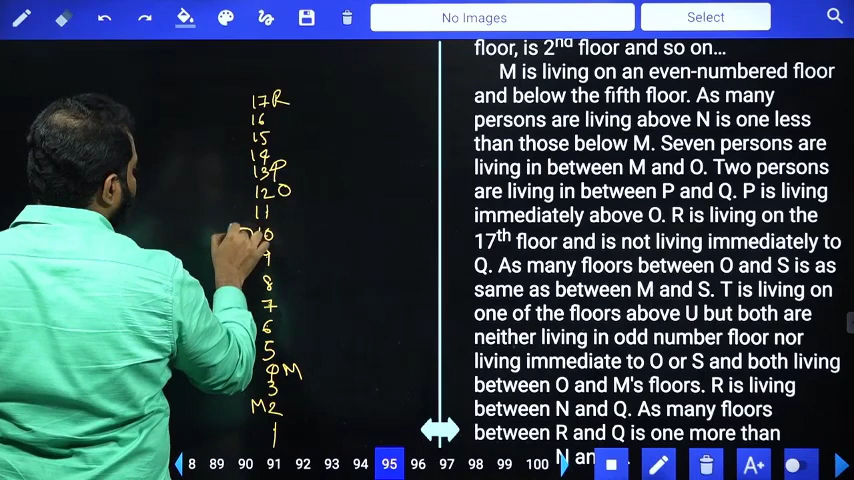 No Images
Select
floor, is 2nd floor and so on...
M is living on an even-numbered floor
and below the fifth floor. As many
persons are living above N is one less
than those below M. Seven persons are
living in between M and O. Two persons
are living in between P and Q. P is living
immediately above O. R is living on the
17th floor and is not living immediately to
Q. As many floors between O and S is as
same as between M and S. T is living on
one of the floors above U but both are
neither living in odd number floor nor
living immediate to O or S and both living
between O and M's floors. R is living
between N and Q. As many floors
between R and Q is one more than
N an
17 R
16
15
14
13 P
12 O
11
10
9
8
7
6
5
4 M
3
M 2
1
8 89 90 91 92 93 94 95 96 97 98 99 100
A+